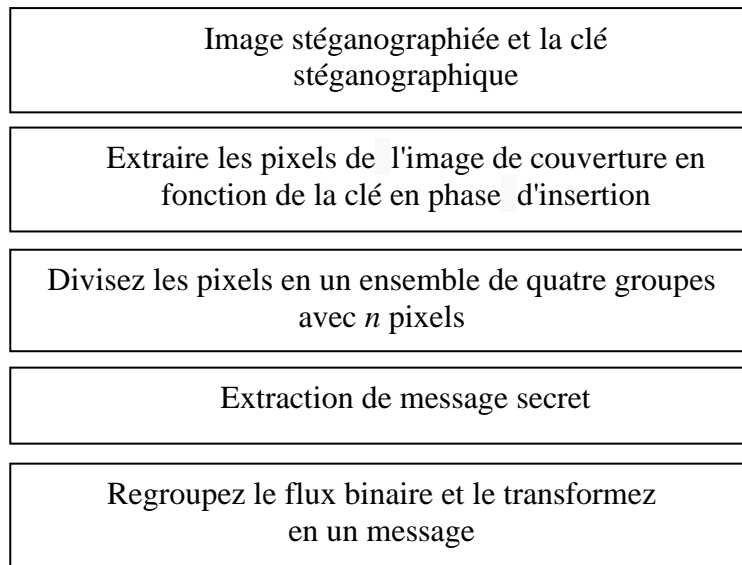 Image stéganographiée et la clé
stéganographique
Extraire les pixels de l'image de couverture en
fonction de la clé en phase d'insertion
Divisez les pixels en un ensemble de quatre groupes
avec n pixels
Extraction de message secret
Regroupez le flux binaire et le transformez
en un message